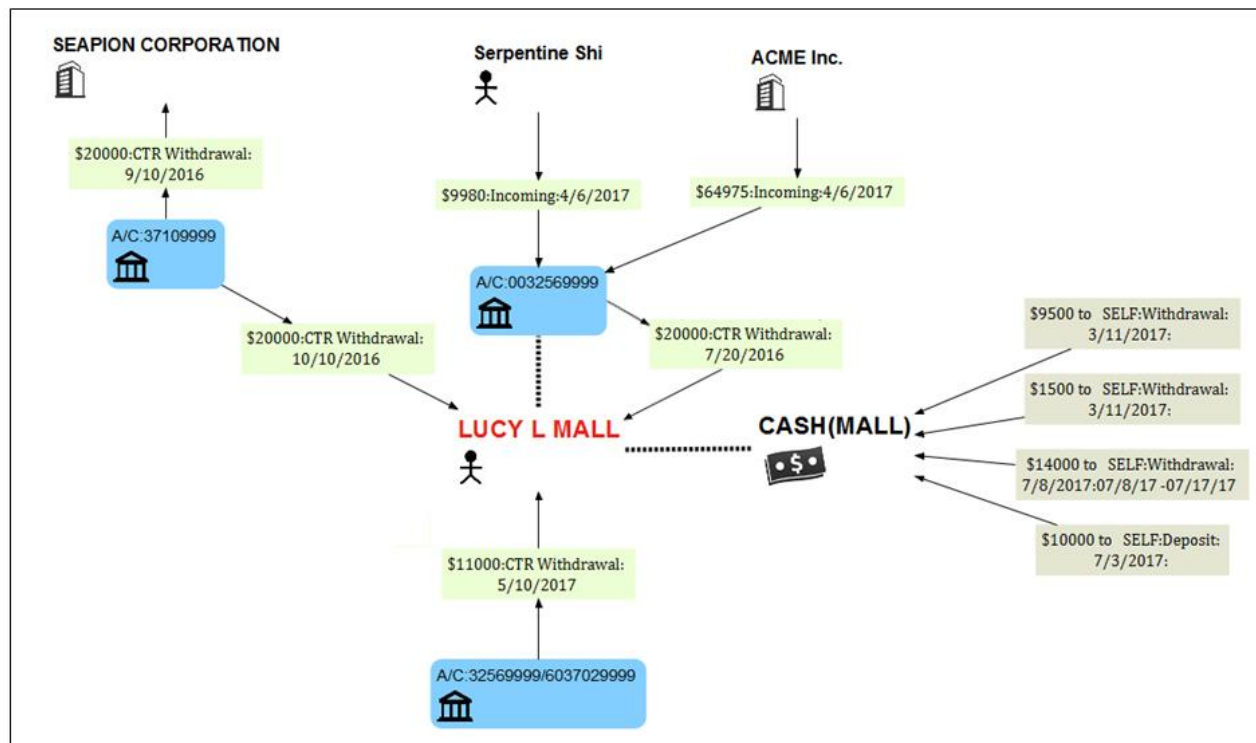 SEAPION CORPORATION
Serpentine Shi
ACME Inc.
$20000:CTR Withdrawal:
9/10/2016
$9980:Incoming:4/6/2017
$64975:Incoming:4/6/2017
A/C:37109999
A/C:0032569999
$20000:CTR Withdrawal:
10/10/2016
$20000:CTR Withdrawal:
7/20/2016
$9500 to SELF:Withdrawal:
3/11/2017:
$1500 to SELF:Withdrawal:
3/11/2017:
LUCY L MALL
CASH(MALL)
$14000 to SELF:Withdrawal:
7/8/2017:07/8/17 -07/17/17
$10000 to SELF:Deposit:
7/3/2017:
$11000:CTR Withdrawal:
5/10/2017
A/C:32569999/6037029999